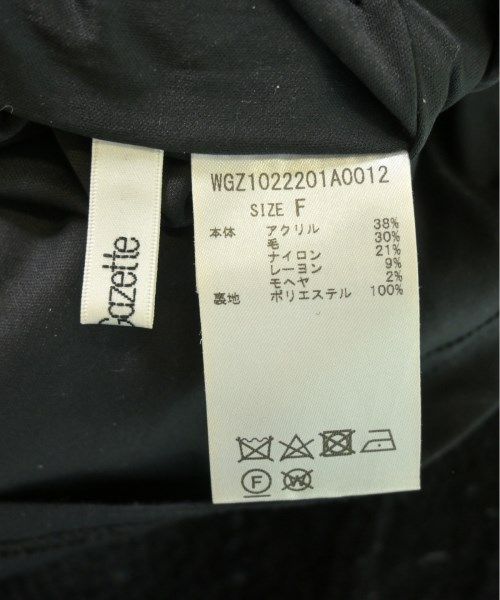 Gazette
WGZ1022201A0012
SIZE F
本体 アクリル 38%
毛 30%
ナイロン 21%
レーヨン 9%
モヘヤ 2%
裏地 ポリエステル 100%
F
W